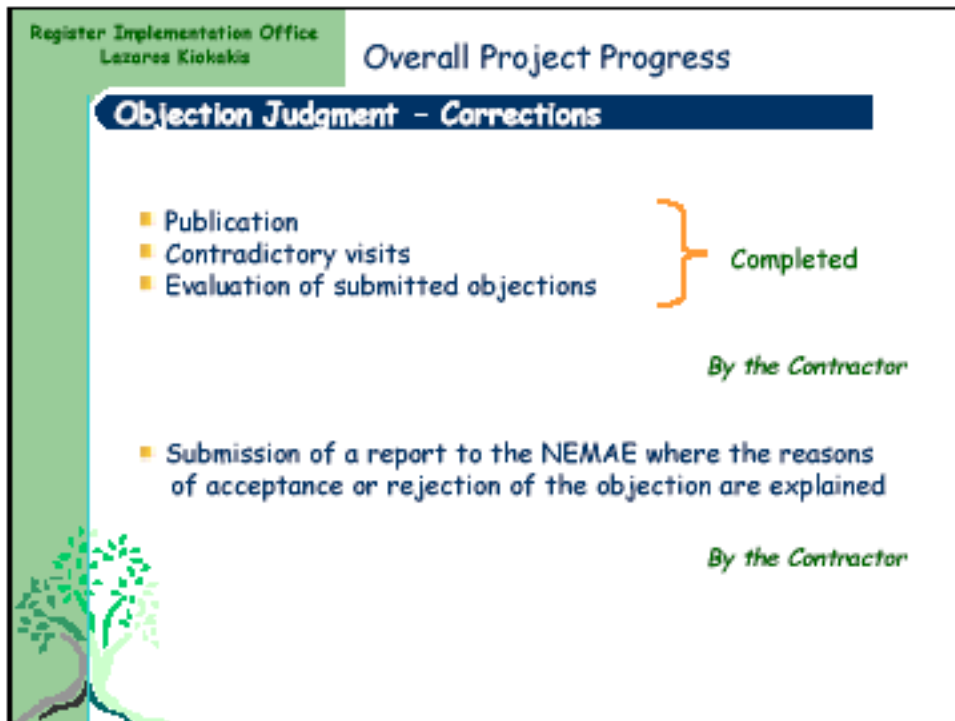 Register Implementation Office
Lazaros Kiokakis
Overall Project Progress
Objection Judgment – Corrections
Publication
Contradictory visits
Evaluation of submitted objections
Completed
By the Contractor
Submission of a report to the NEMAE where the reasons
of acceptance or rejection of the objection are explained
By the Contractor